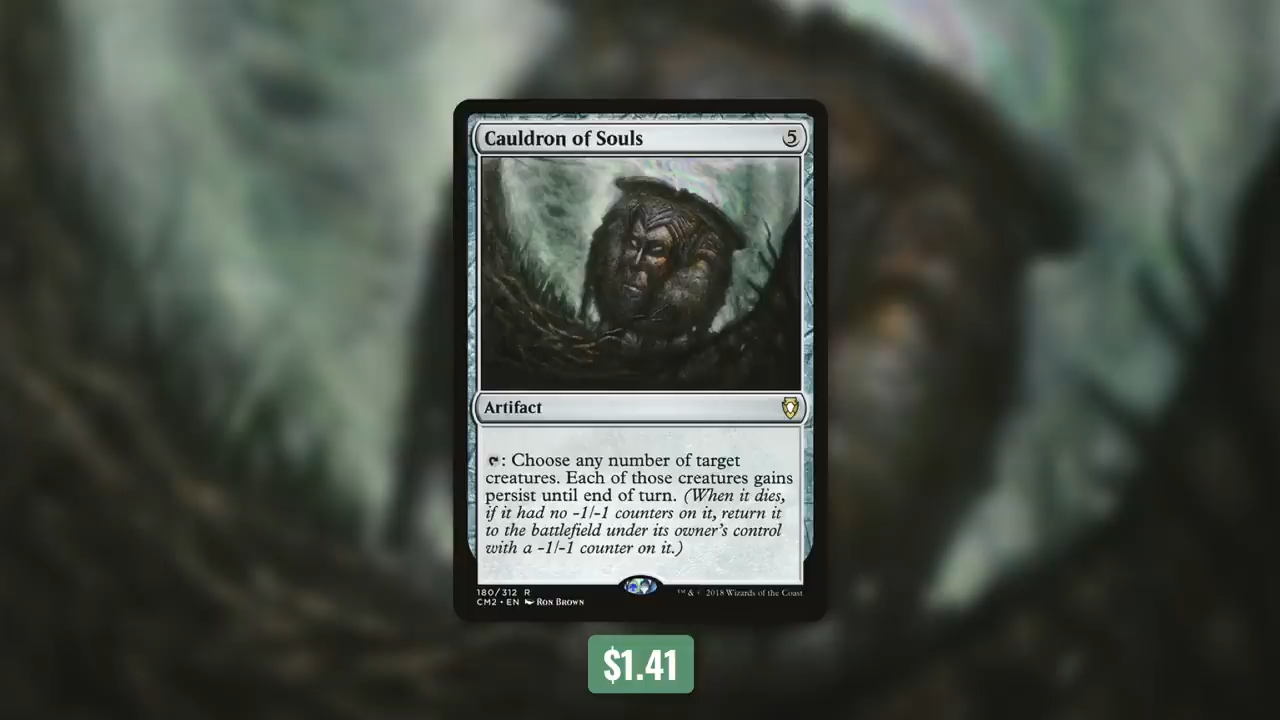 Cauldron of Souls 5
Artifact
: Choose any number of target
creatures. Each of those creatures gains
persist until end of turn. (When it dies,
if it had no -1/-1 counters on it, return it
to the battlefield under its owner's control
with a -1/-1 counter on it.)
180/312 R
CM2 • EN Ron Brown
™ & © 2018 Wizards of the Coast
$1.41